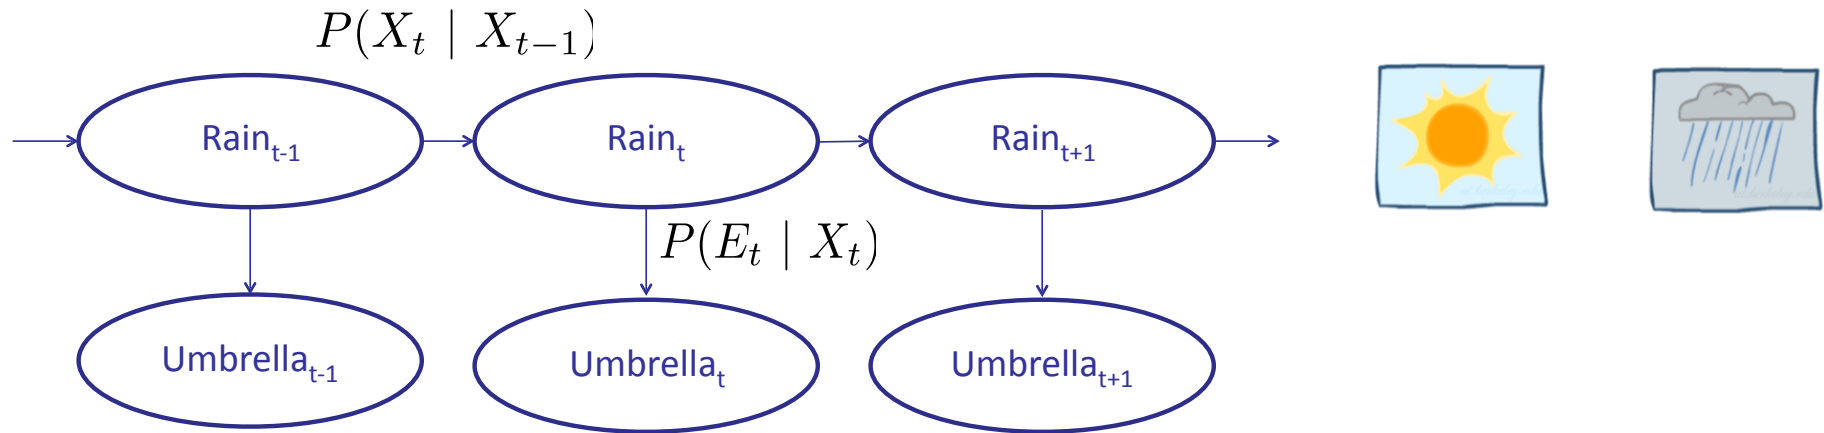 P(X_t | X_{t-1})
Rain_{t-1} Rain_t Rain_{t+1}
P(E_t | X_t)
Umbrella_{t-1} Umbrella_t Umbrella_{t+1}